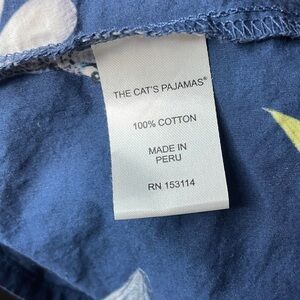 THE CAT'S PAJAMAS®
100% COTTON
MADE IN
PERU
RN 153114